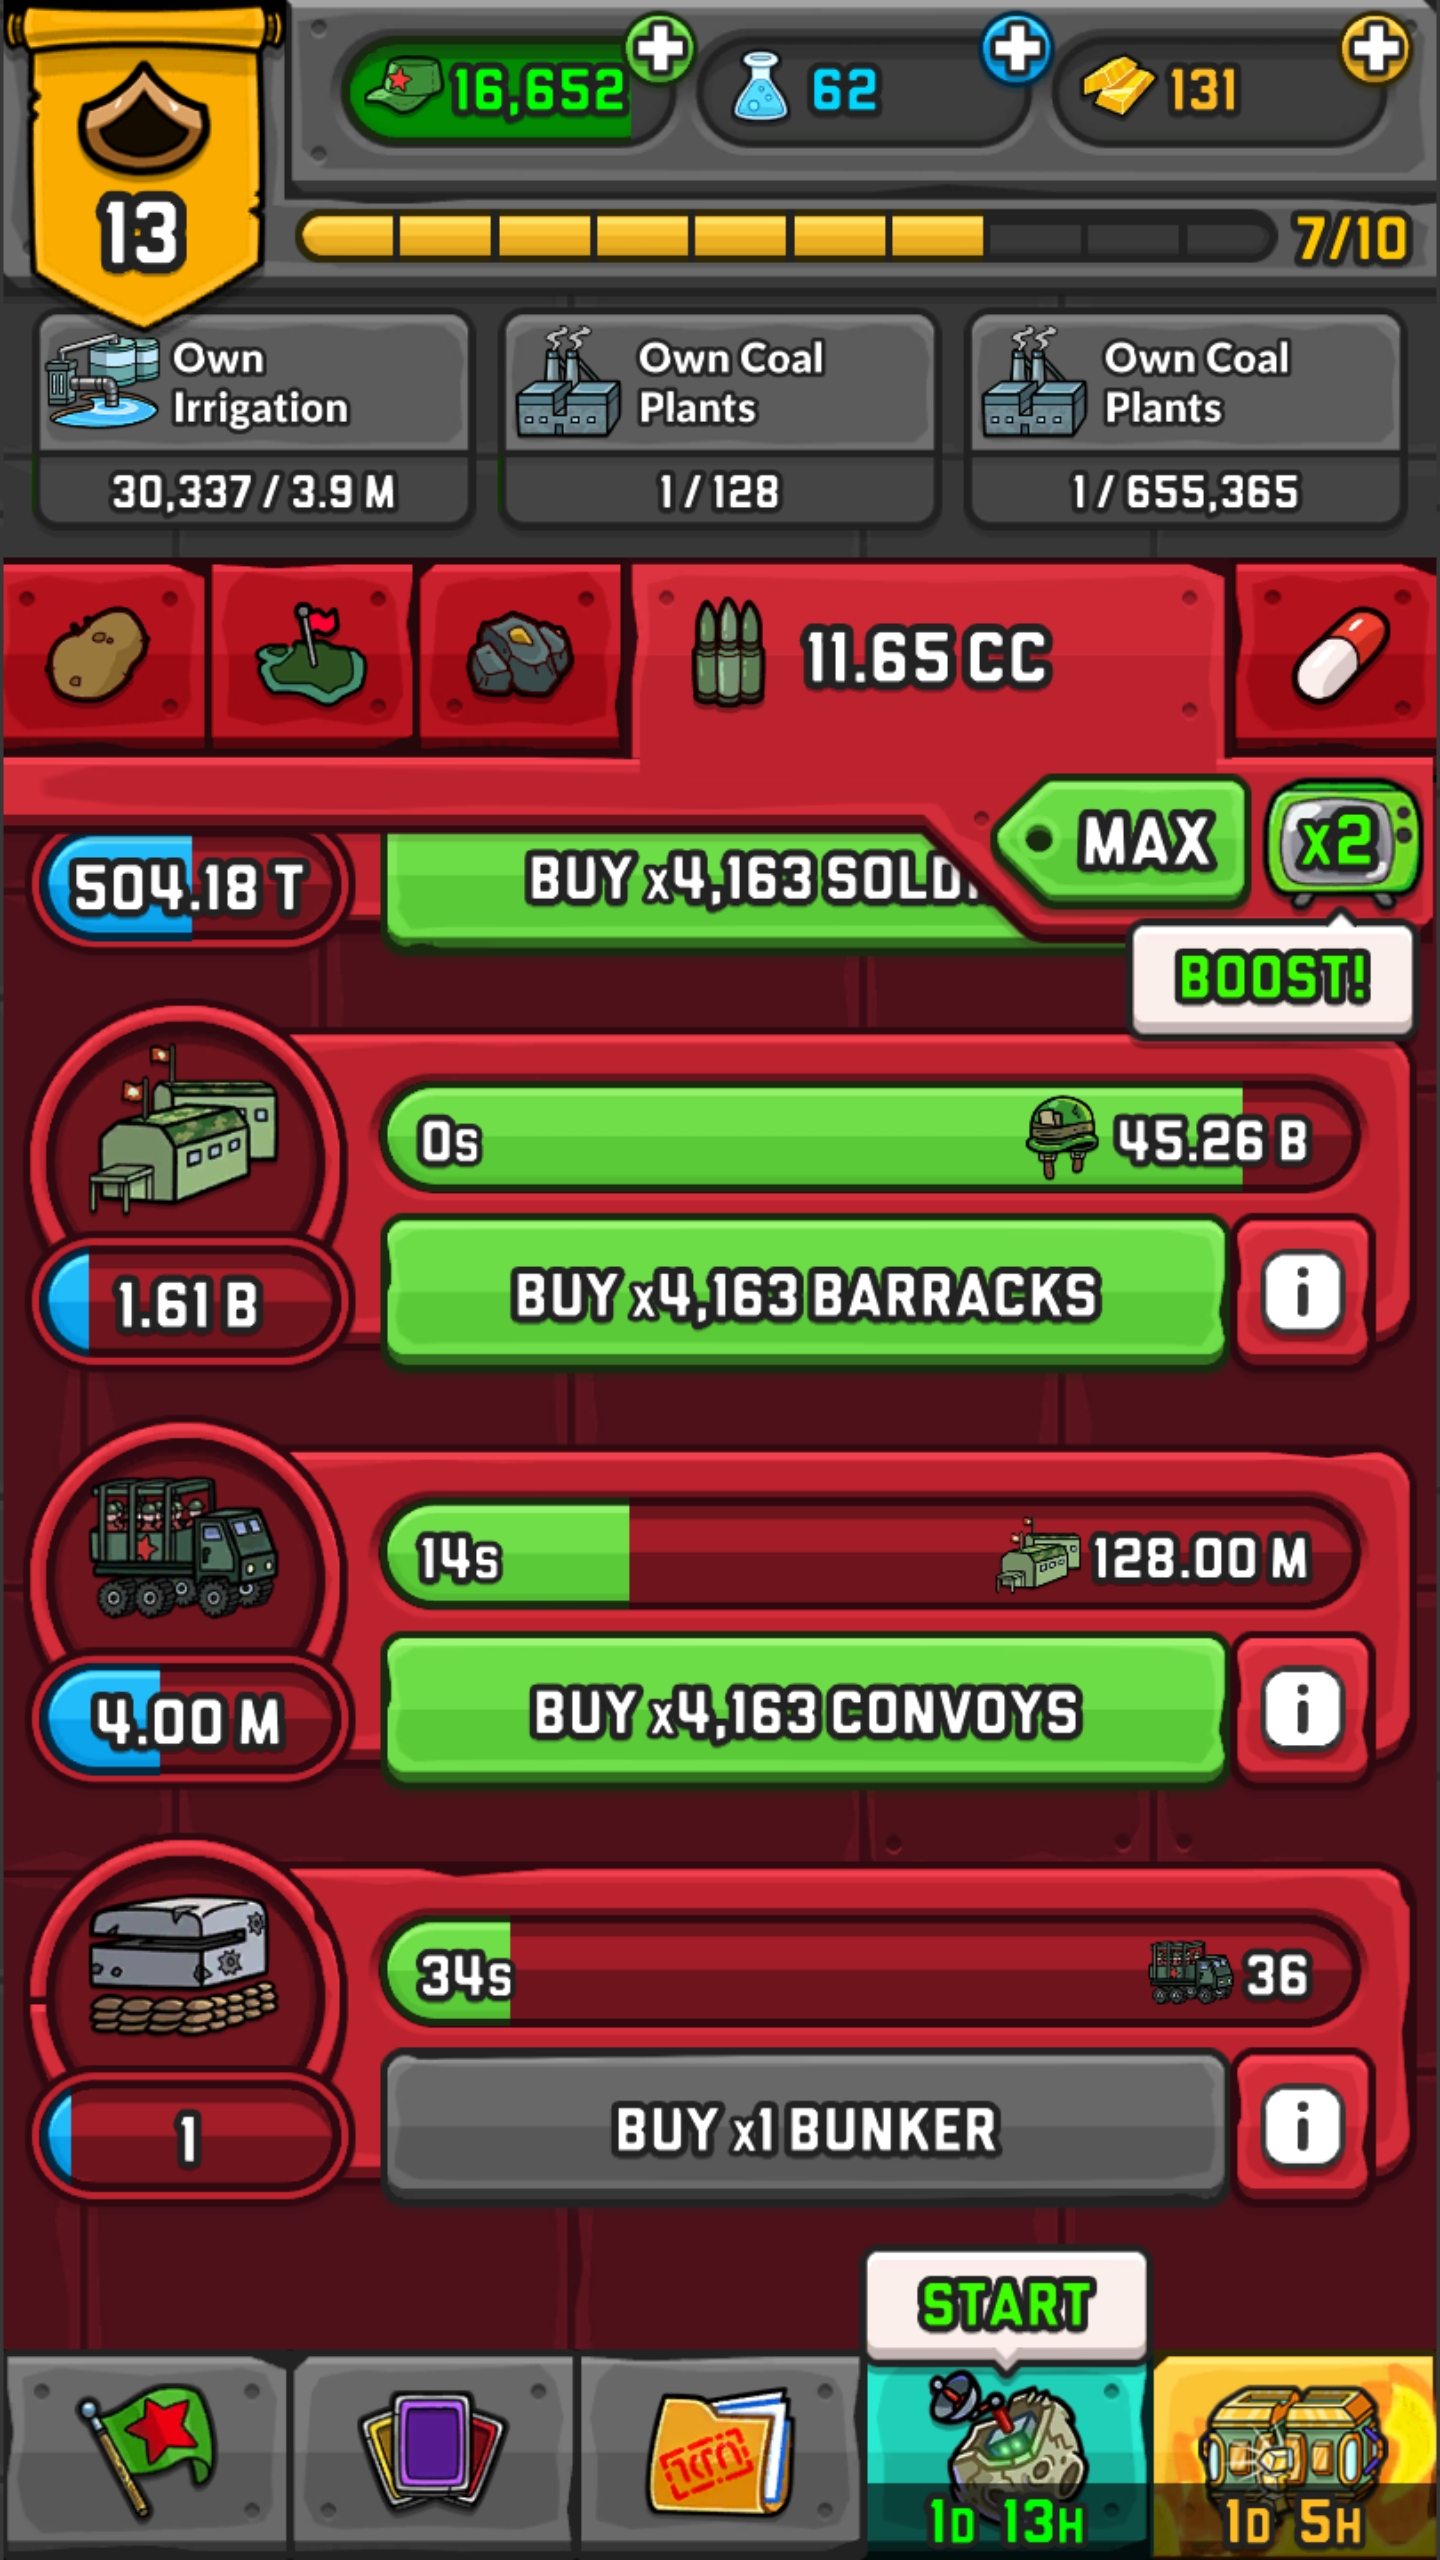 16,652
62
131
13
7/10
Own
Irrigation
30,337 / 3.9 M
Own Coal
Plants
1 / 128
Own Coal
Plants
1 / 655,365
11.65 CC
MAX
x2
BOOST!
504.18 T
BUY x4,163
0s
45.26 B
1.61 B
BUY x4,163 BARRACKS
i
14s
128.00 M
4.00 M
BUY x4,163 CONVOYS
i
34s
36
1
BUY x1 BUNKER
i
START
1D 13H
1D 5H